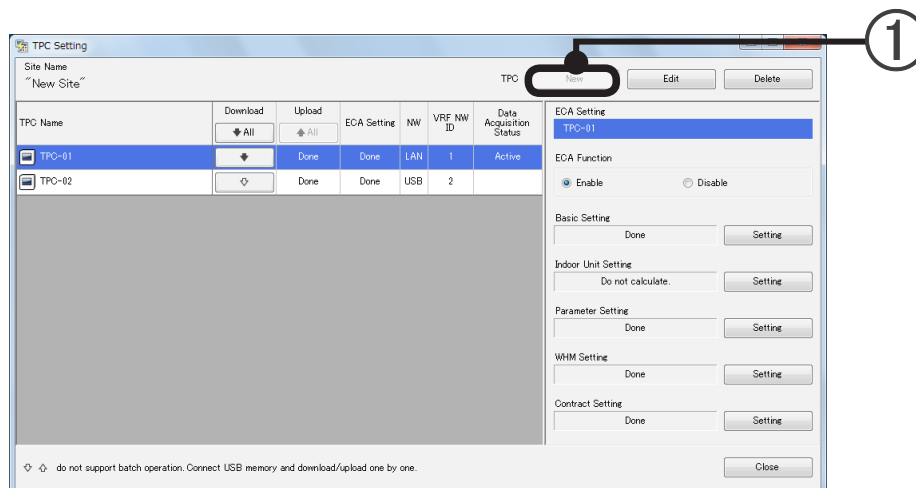 ①
TPC Setting
Site Name
"New Site"
TPC New Edit Delete
TPC Name Download Upload ECA Setting NW VRF NW ID Data Acquisition Status
All All
TPC-01 Done Done LAN 1 Active
TPC-02 Done Done USB 2
ECA Setting
TPC-01
ECA Function
Enable Disable
Basic Setting
Done Setting
Indoor Unit Setting
Do not calculate. Setting
Parameter Setting
Done Setting
WHM Setting
Done Setting
Contract Setting
Done Setting
do not support batch operation. Connect USB memory and download/upload one by one.
Close